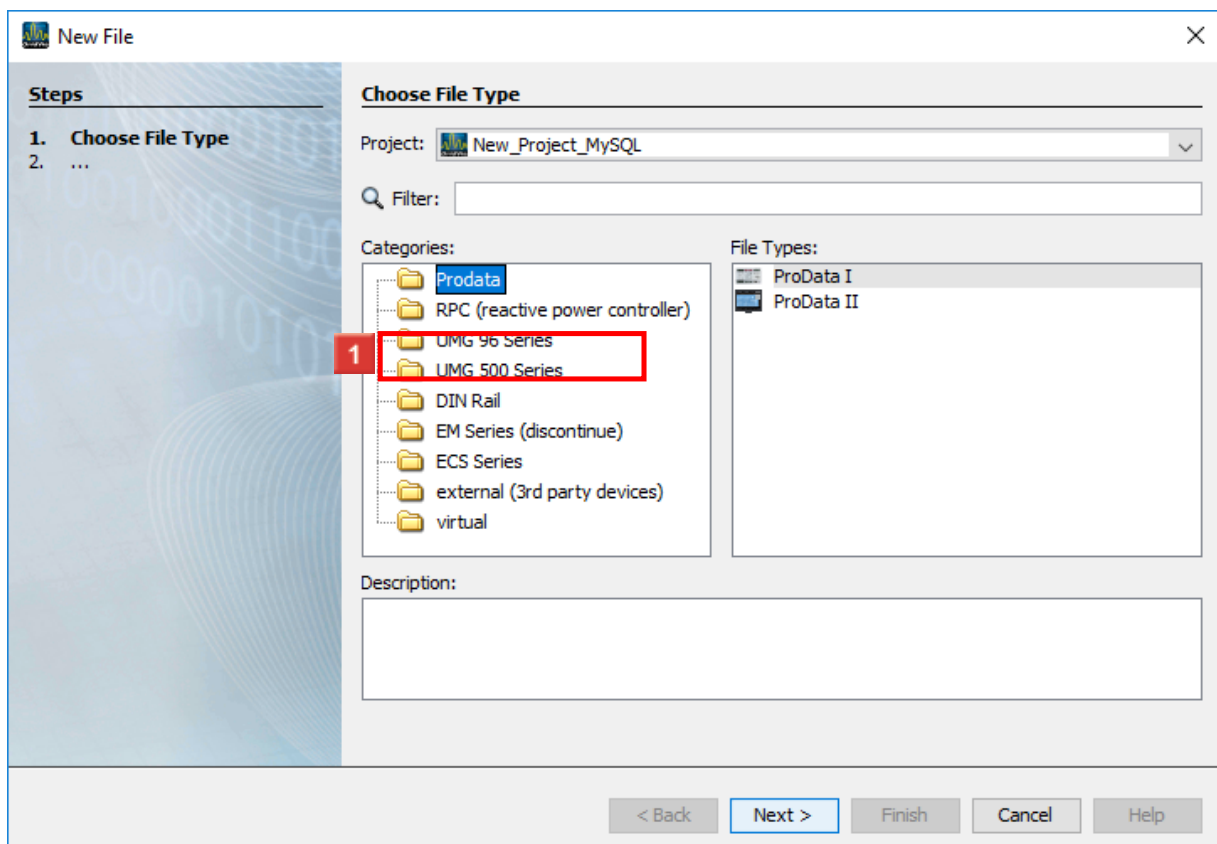 New File
Steps
1. Choose File Type
2. ...
Choose File Type
Project: New_Project_MySQL
Filter:
Categories:
Prodata
RPC (reactive power controller)
1
UMG 96 Series
UMG 500 Series
DIN Rail
EM Series (discontinue)
ECS Series
external (3rd party devices)
virtual
File Types:
ProData I
ProData II
Description:
< Back Next > Finish Cancel Help